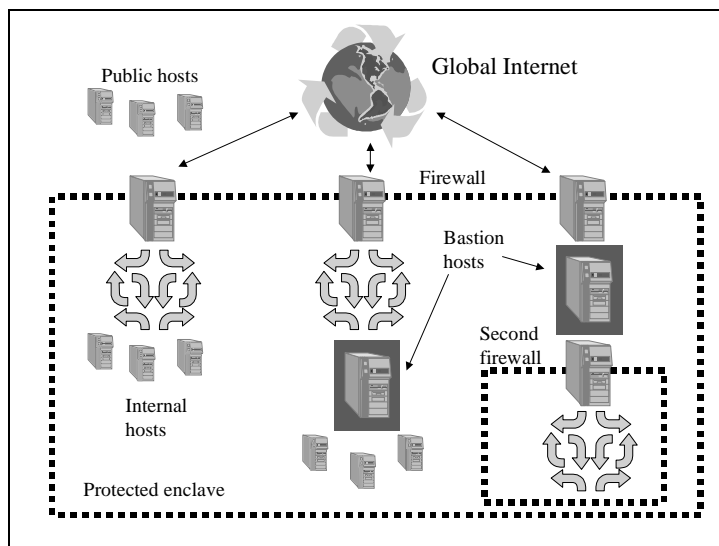 Public hosts
Global Internet
Firewall
Bastion
hosts
Second
firewall
Internal
hosts
Protected enclave